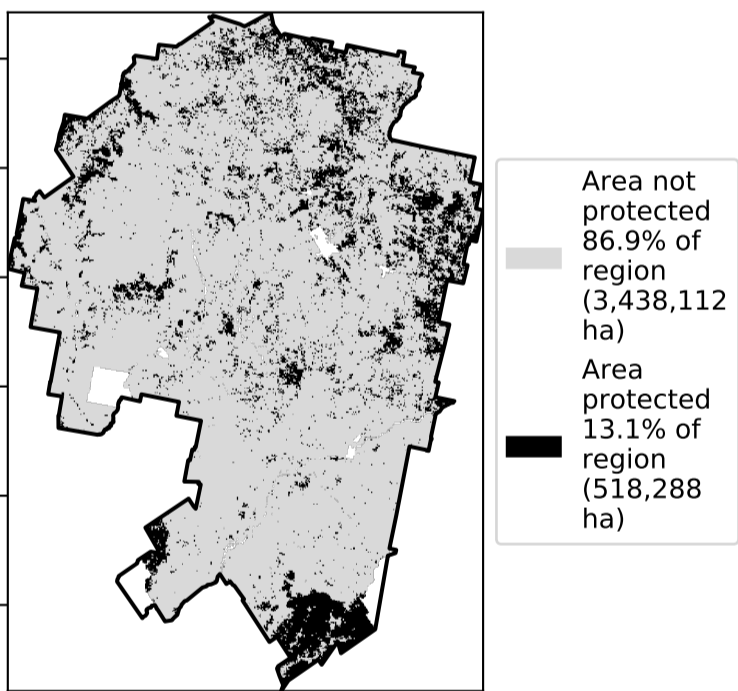 Area not
protected
86.9% of
region
(3,438,112
ha)
Area
protected
13.1% of
region
(518,288
ha)